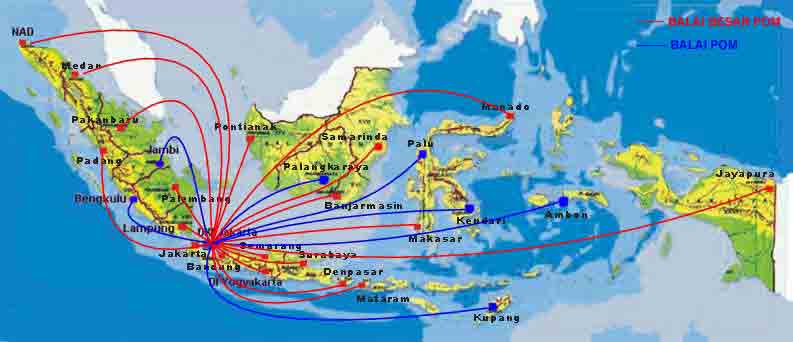 NAD
BALAI BESAR POM
BALAI POM
Medan
Manado
Pakanbaru
Pontianak
Samarinda
Jambi
Palu
Padang
Palangkaraya
Jayapura
Bengkulu
Palembang
Banjarmasin
Kendari
Ambon
Lampung
Makasar
Jakarta
Semarang
Surabaya
Bandung
Denpasar
DI Yogyakarta
Mataram
Kupang